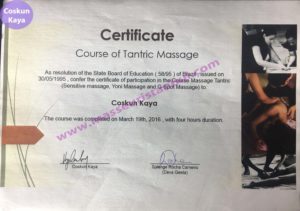 Coskun
Kaya
Certificate
Course of Tantric Massage
As resolution of the State Board of Education ( 58/95 ) of Brazil, issued on
30/05/1995 , confer the certificate of participation in the Course Massage Tantric
(Sensitive massage, Yoni Massage and G-Spot Massage) to
Coskun Kaya
The course was completed on March 19th, 2016 , with four hours duration.
Coskun Kaya
Rocha Carneiro
(Deva Geeta)